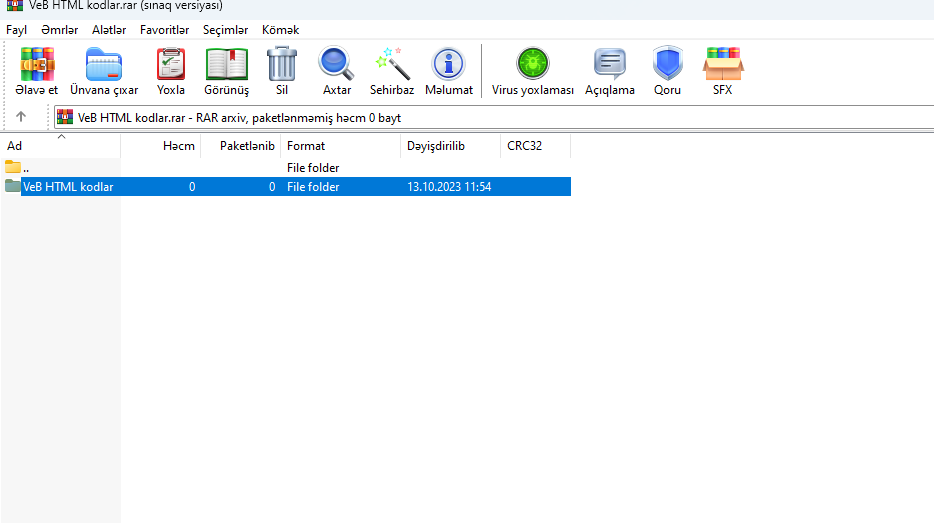 VeB HTML kodlar.rar (sınaq versiyası)
Fayl Əmrlər Alətlər Favoritlər Seçimlər Kömək
Əlavə et Ünvana çıxar Yoxla Görünüş Sil Axtar Sehirbaz Məlumat Virus yoxlaması Açıqlama Qoru SFX
VeB HTML kodlar.rar - RAR arxiv, paketlənməmiş həcm 0 bayt
Ad Həcm Paketlənib Format Dəyişdirilib CRC32
.. File folder
VeB HTML kodlar 0 0 File folder 13.10.2023 11:54